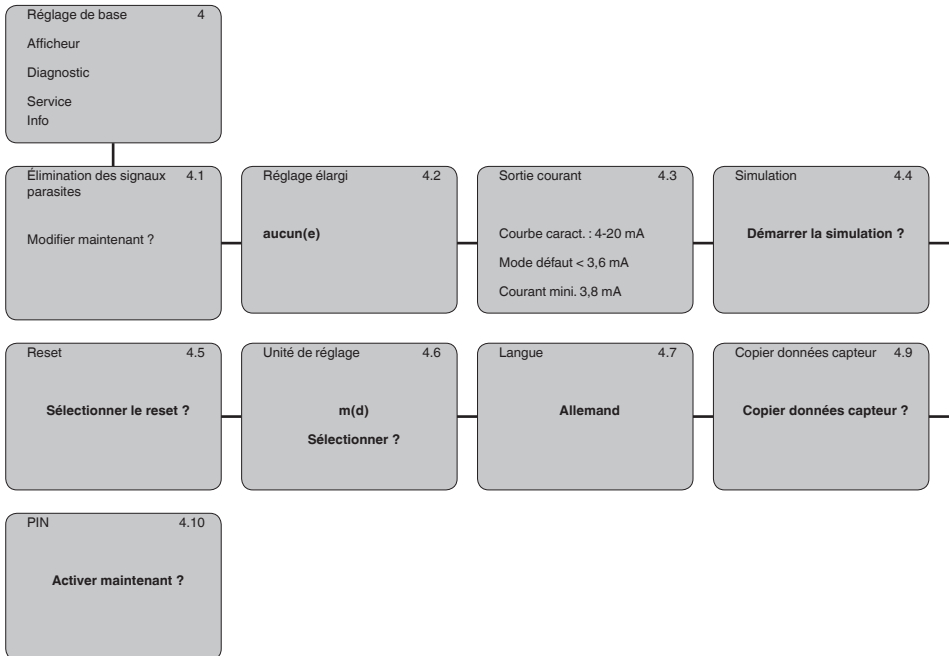 Réglage de base 4
Afficheur
Diagnostic
Service
Info
Élimination des signaux 4.1
parasites
Modifier maintenant ?
Réglage élargi 4.2
aucun(e)
Sortie courant 4.3
Courbe caract. : 4-20 mA
Mode défaut < 3,6 mA
Courant mini. 3,8 mA
Simulation 4.4
Démarrer la simulation ?
Reset 4.5
Sélectionner le reset ?
Unité de réglage 4.6
m(d)
Sélectionner ?
Langue 4.7
Allemand
Copier données capteur 4.9
Copier données capteur ?
PIN 4.10
Activer maintenant ?